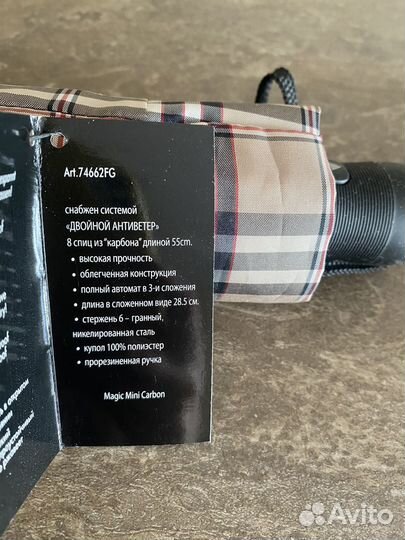 Art.74662FG
снабжен системой
«ДВОЙНОЙ АНТИВЕТЕР»
8 спиц из "карбона" длиной 55см.
• высокая прочность
• облегченная конструкция
• полный автомат в 3-и сложения
• длина в сложенном виде 28.5 см.
• стержень 6 – гранный,
никелированная сталь
• купол 100% полиэстер
• прорезиненная ручка
Magic Mini Carbon
Avito